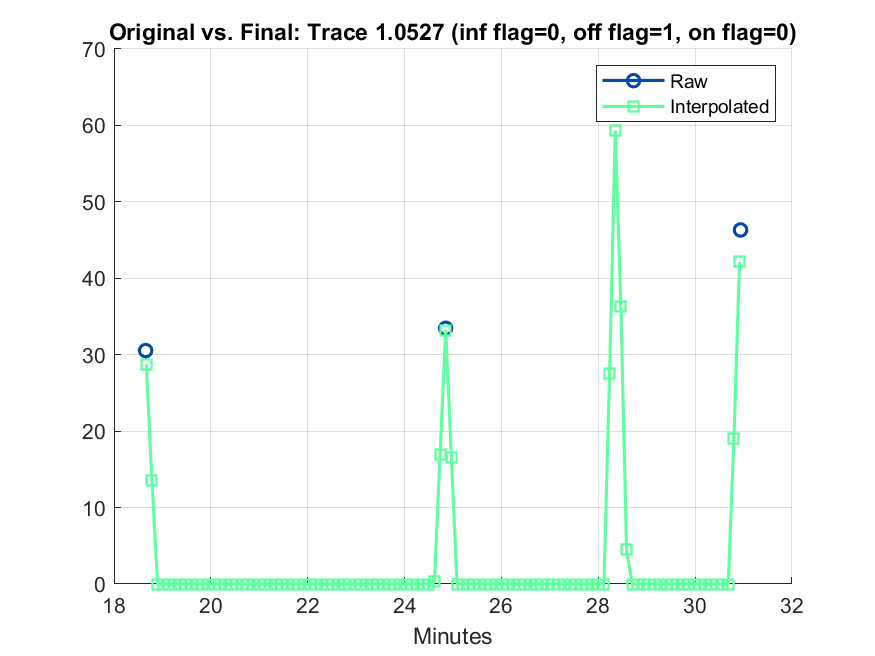 Original vs. Final: Trace 1.0527 (inf flag=0, off flag=1, on flag=0)
70
60
50
40
30
20
10
0
Raw
Interpolated
18 20 22 24 26 28 30 32
Minutes